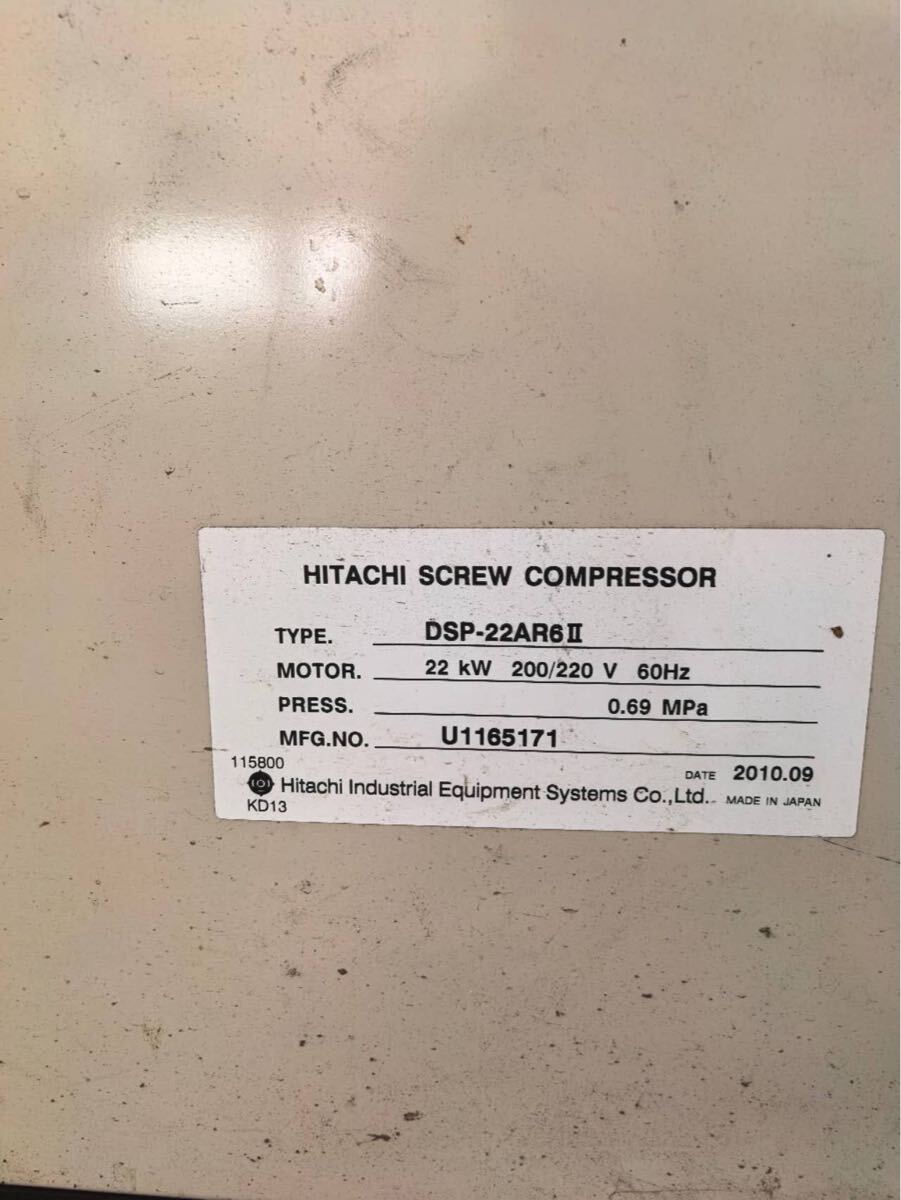 HITACHI SCREW COMPRESSOR
TYPE. DSP-22AR6Ⅱ
MOTOR. 22 kW 200/220 V 60Hz
PRESS. 0.69 MPa
MFG.NO. U1165171
115800
DATE 2010.09
Hitachi Industrial Equipment Systems Co.,Ltd. MADE IN JAPAN
KD13